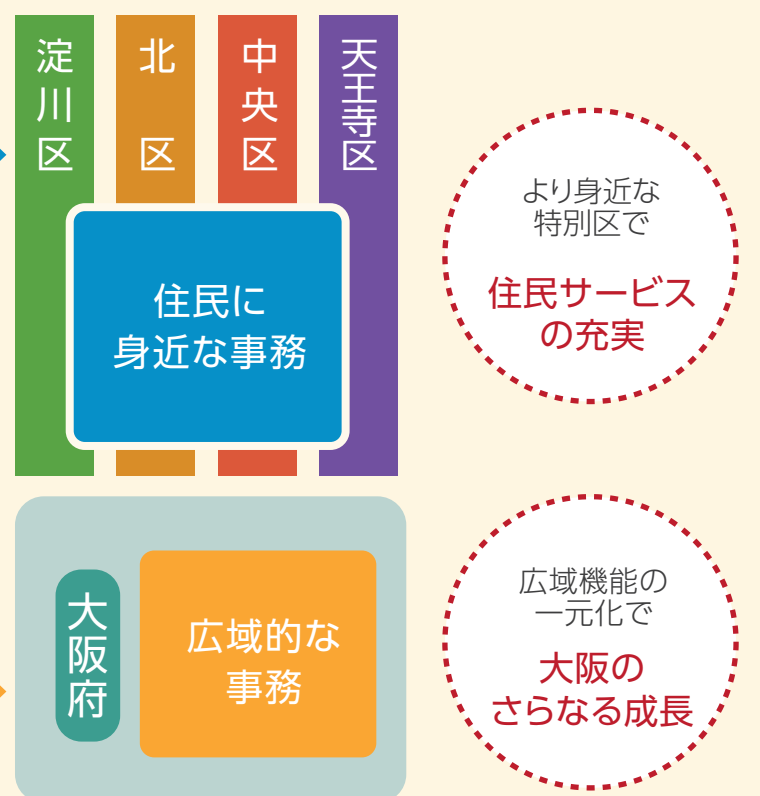 淀川区
北区
中央区
天王寺区
住民に
身近な事務
より身近な
特別区で
住民サービス
の充実
大阪府
広域的な
事務
広域機能の
一元化で
大阪の
さらなる成長